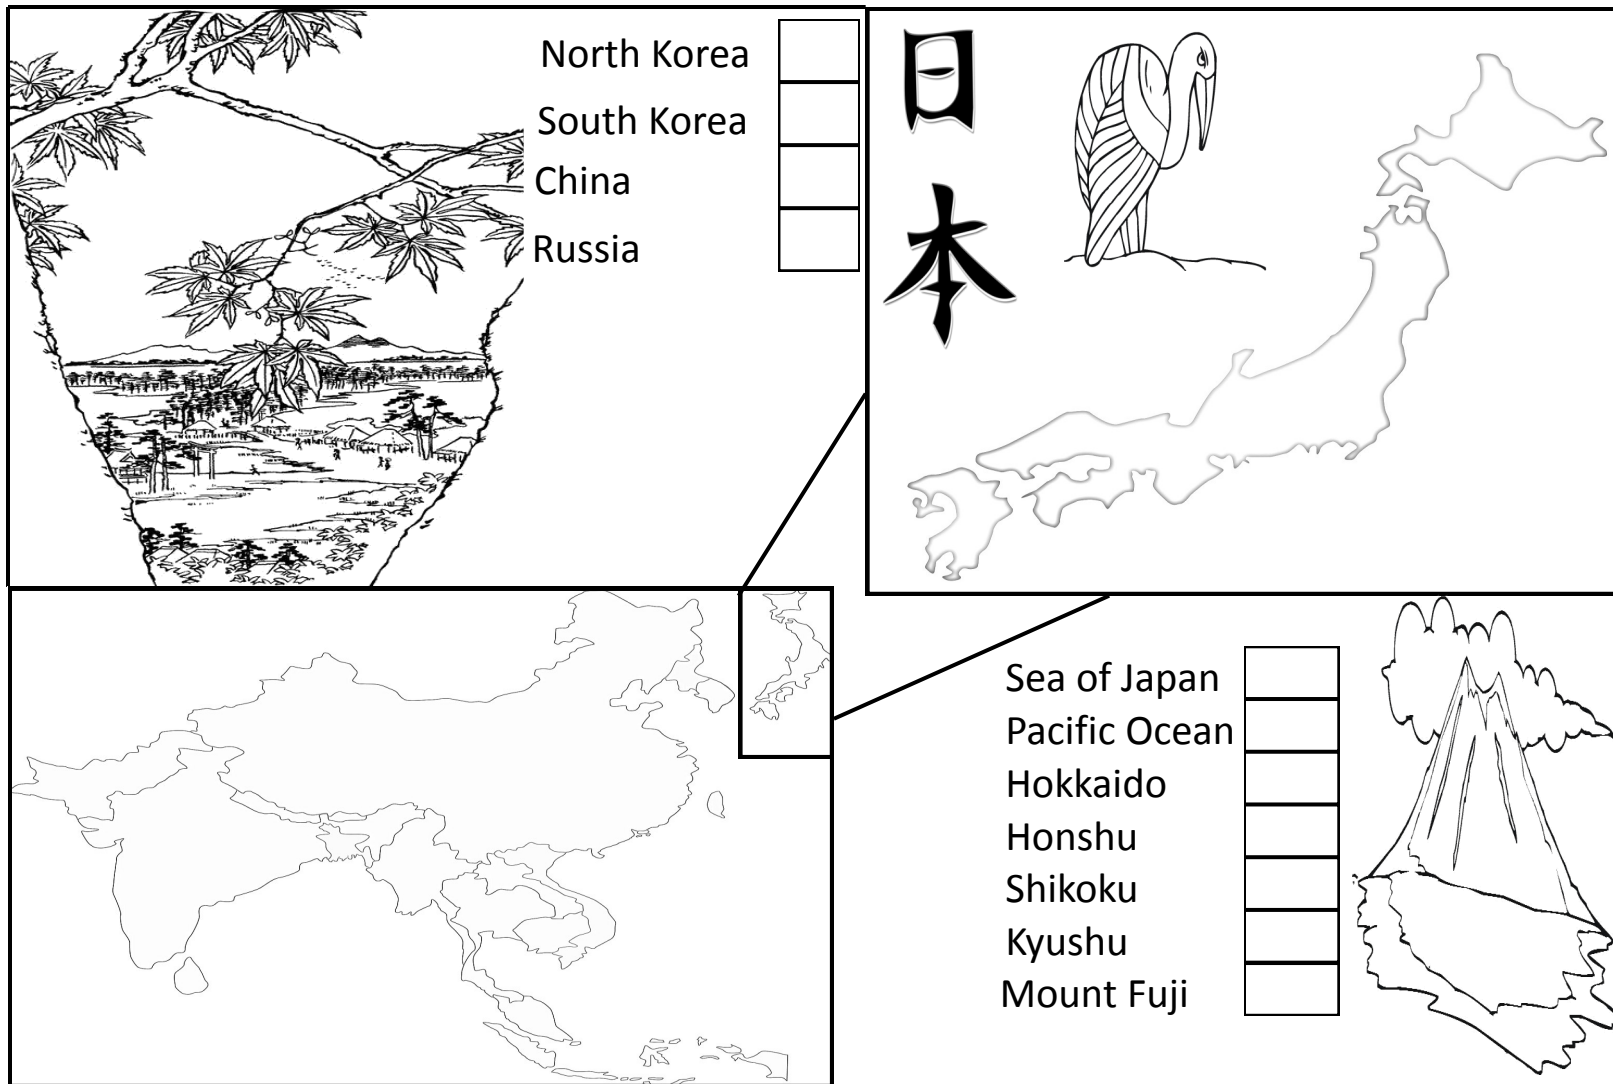 North Korea
South Korea
China
Russia
日
本
Sea of Japan
Pacific Ocean
Hokkaido
Honshu
Shikoku
Kyushu
Mount Fuji